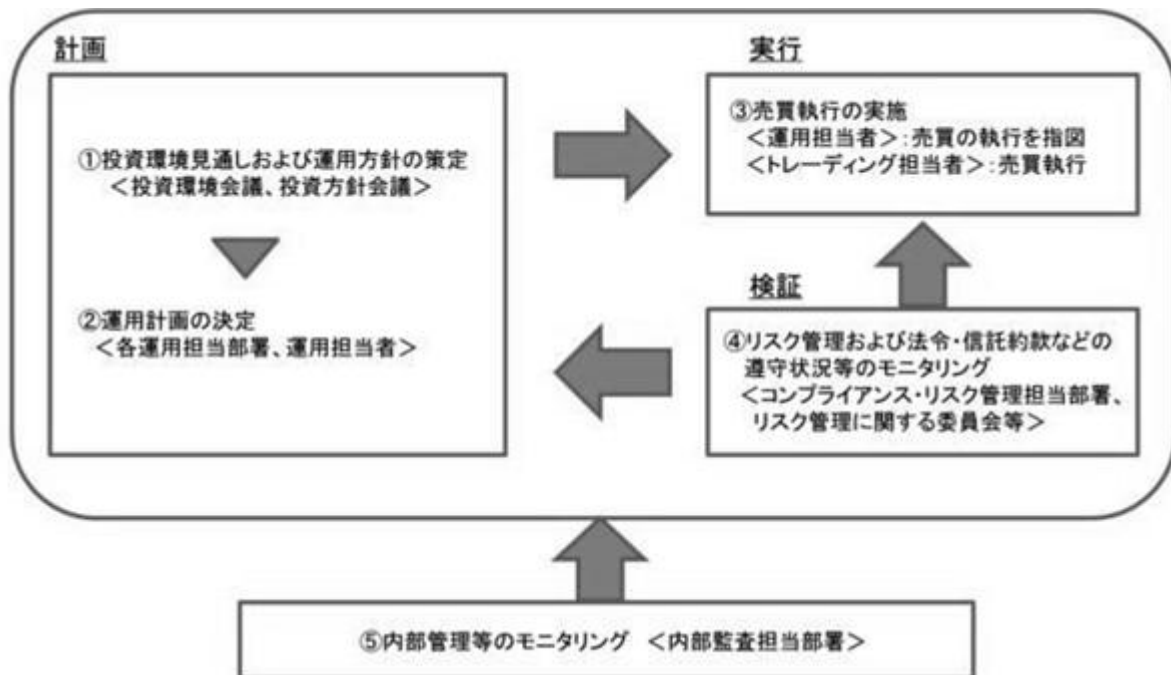 計画
①投資環境見通しおよび運用方針の策定
＜投資環境会議、投資方針会議＞
②運用計画の決定
＜各運用担当部署、運用担当者＞
実行
③売買執行の実施
＜運用担当者＞：売買の執行を指図
＜トレーディング担当者＞：売買執行
検証
④リスク管理および法令・信託約款などの
遵守状況等のモニタリング
＜コンプライアンス・リスク管理担当部署、
リスク管理に関する委員会等＞
⑤内部管理等のモニタリング　＜内部監査担当部署＞